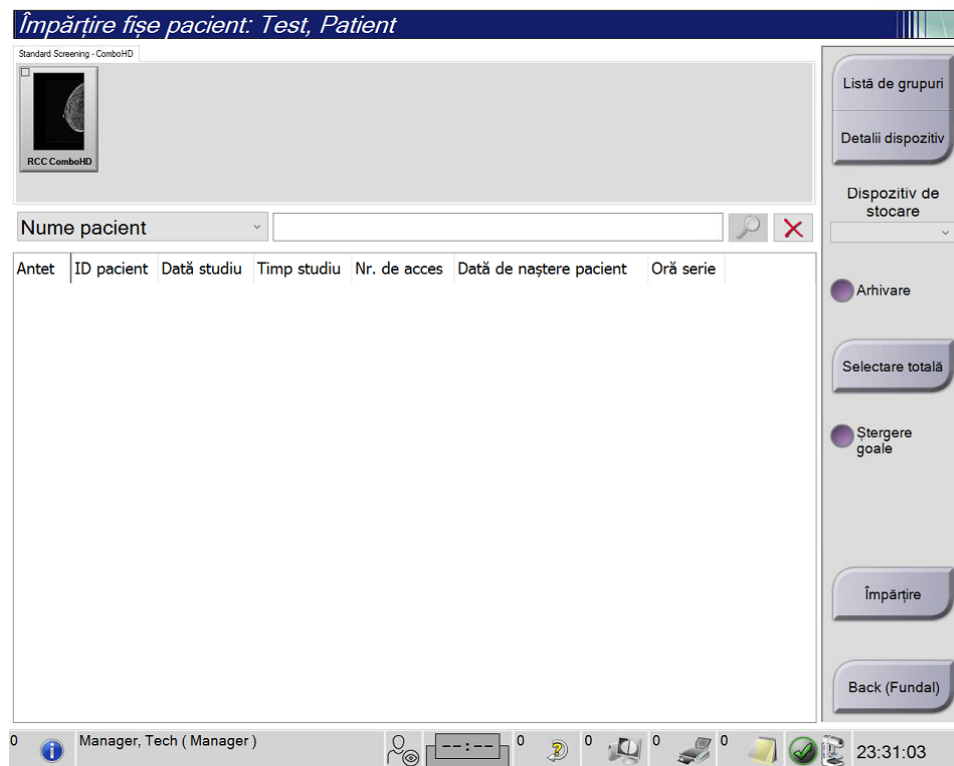 Împărțire fișe pacient: Test, Patient
Standard Screening - ComboHD
RCC ComboHD
Nume pacient
Antet ID pacient Dată studiu Timp studiu Nr. de acces Dată de naștere pacient Oră serie
Listă de grupuri
Detalii dispozitiv
Dispozitiv de
stocare
Arhivare
Selectare totală
Ștergere
goale
Împărțire
Back (Fundal)
0 Manager, Tech ( Manager ) --:-- 0 0 0 0 23:31:03